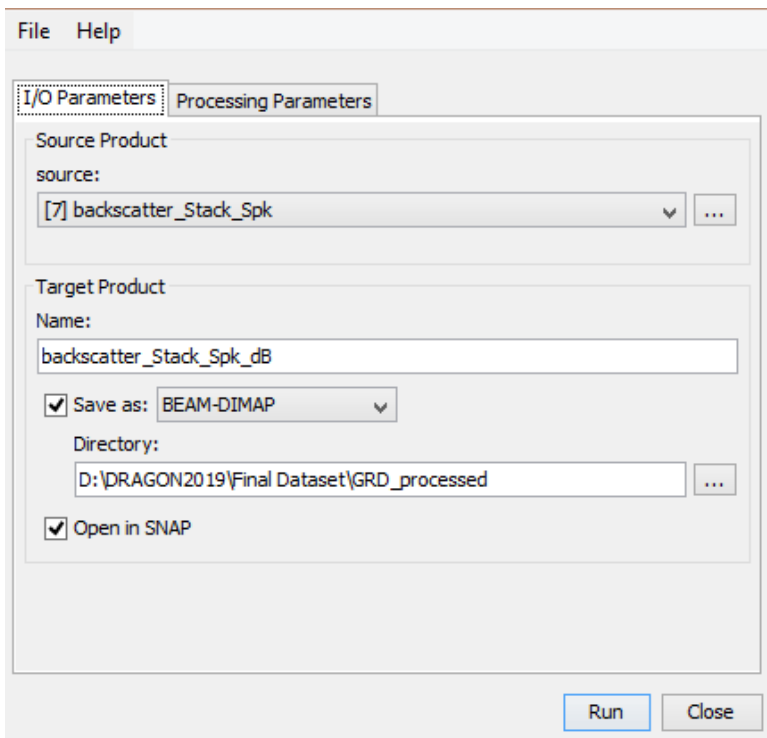 File Help
I/O Parameters Processing Parameters
Source Product
source:
[7] backscatter_Stack_Spk ...
Target Product
Name:
backscatter_Stack_Spk_dB
Save as: BEAM-DIMAP
Directory:
D:\DRAGON2019\Final Dataset\GRD_processed ...
Open in SNAP
Run Close